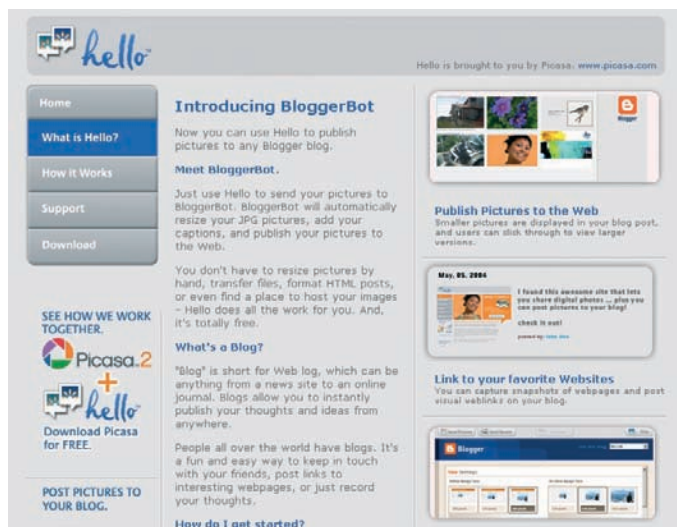 hello™
Hello is brought to you by Picasa. www.picasa.com
Home
What is Hello?
How it Works
Support
Download
SEE HOW WE WORK
TOGETHER.
Picasa.2
+
hello™
Download Picasa
for FREE.
POST PICTURES TO
YOUR BLOG.
Introducing BloggerBot
Now you can use Hello to publish
pictures to any Blogger blog.
Meet BloggerBot.
Just use Hello to send your pictures to
BloggerBot. BloggerBot will automatically
resize your JPG pictures, add your
captions, and publish your pictures to
the Web.
You don't have to resize pictures by
hand, transfer files, format HTML posts,
or even find a place to host your images
– Hello does all the work for you. And,
it's totally free.
What's a Blog?
"Blog" is short for Web log, which can be
anything from a news site to an online
journal. Blogs allow you to instantly
publish your thoughts and ideas from
anywhere.
People all over the world have blogs. It's
a fun and easy way to keep in touch
with your friends, post links to
interesting webpages, or just record
your thoughts.
How do I get started?
Blogger
Publish Pictures to the Web
Smaller pictures are displayed in your blog post,
and users can click through to view larger
versions.
May, 05, 2004
I found this awesome site that lets
you share digital photos ... plus you
can post pictures to your blog!
check it out!
posted by
Link to your favorite Websites
You can capture snapshots of webpages and post
visual weblinks on your blog.
Blogger